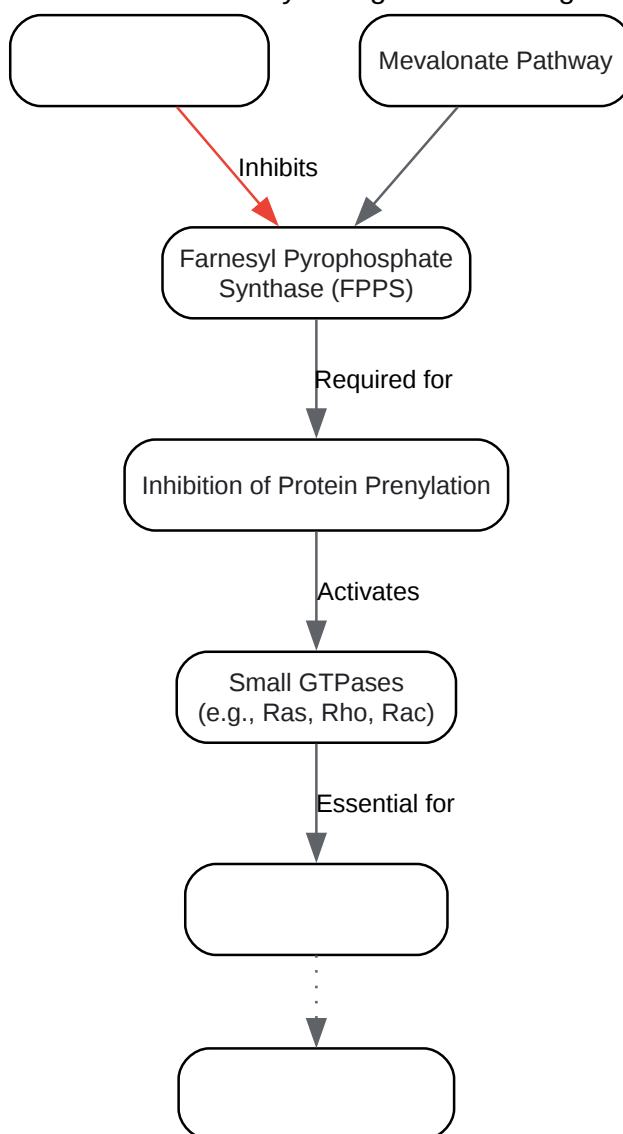 Mevalonate Pathway
Inhibits
Farnesyl Pyrophosphate
Synthase (FPPS)
Required for
Inhibition of Protein Prenylation
Activates
Small GTPases
(e.g., Ras, Rho, Rac)
Essential for